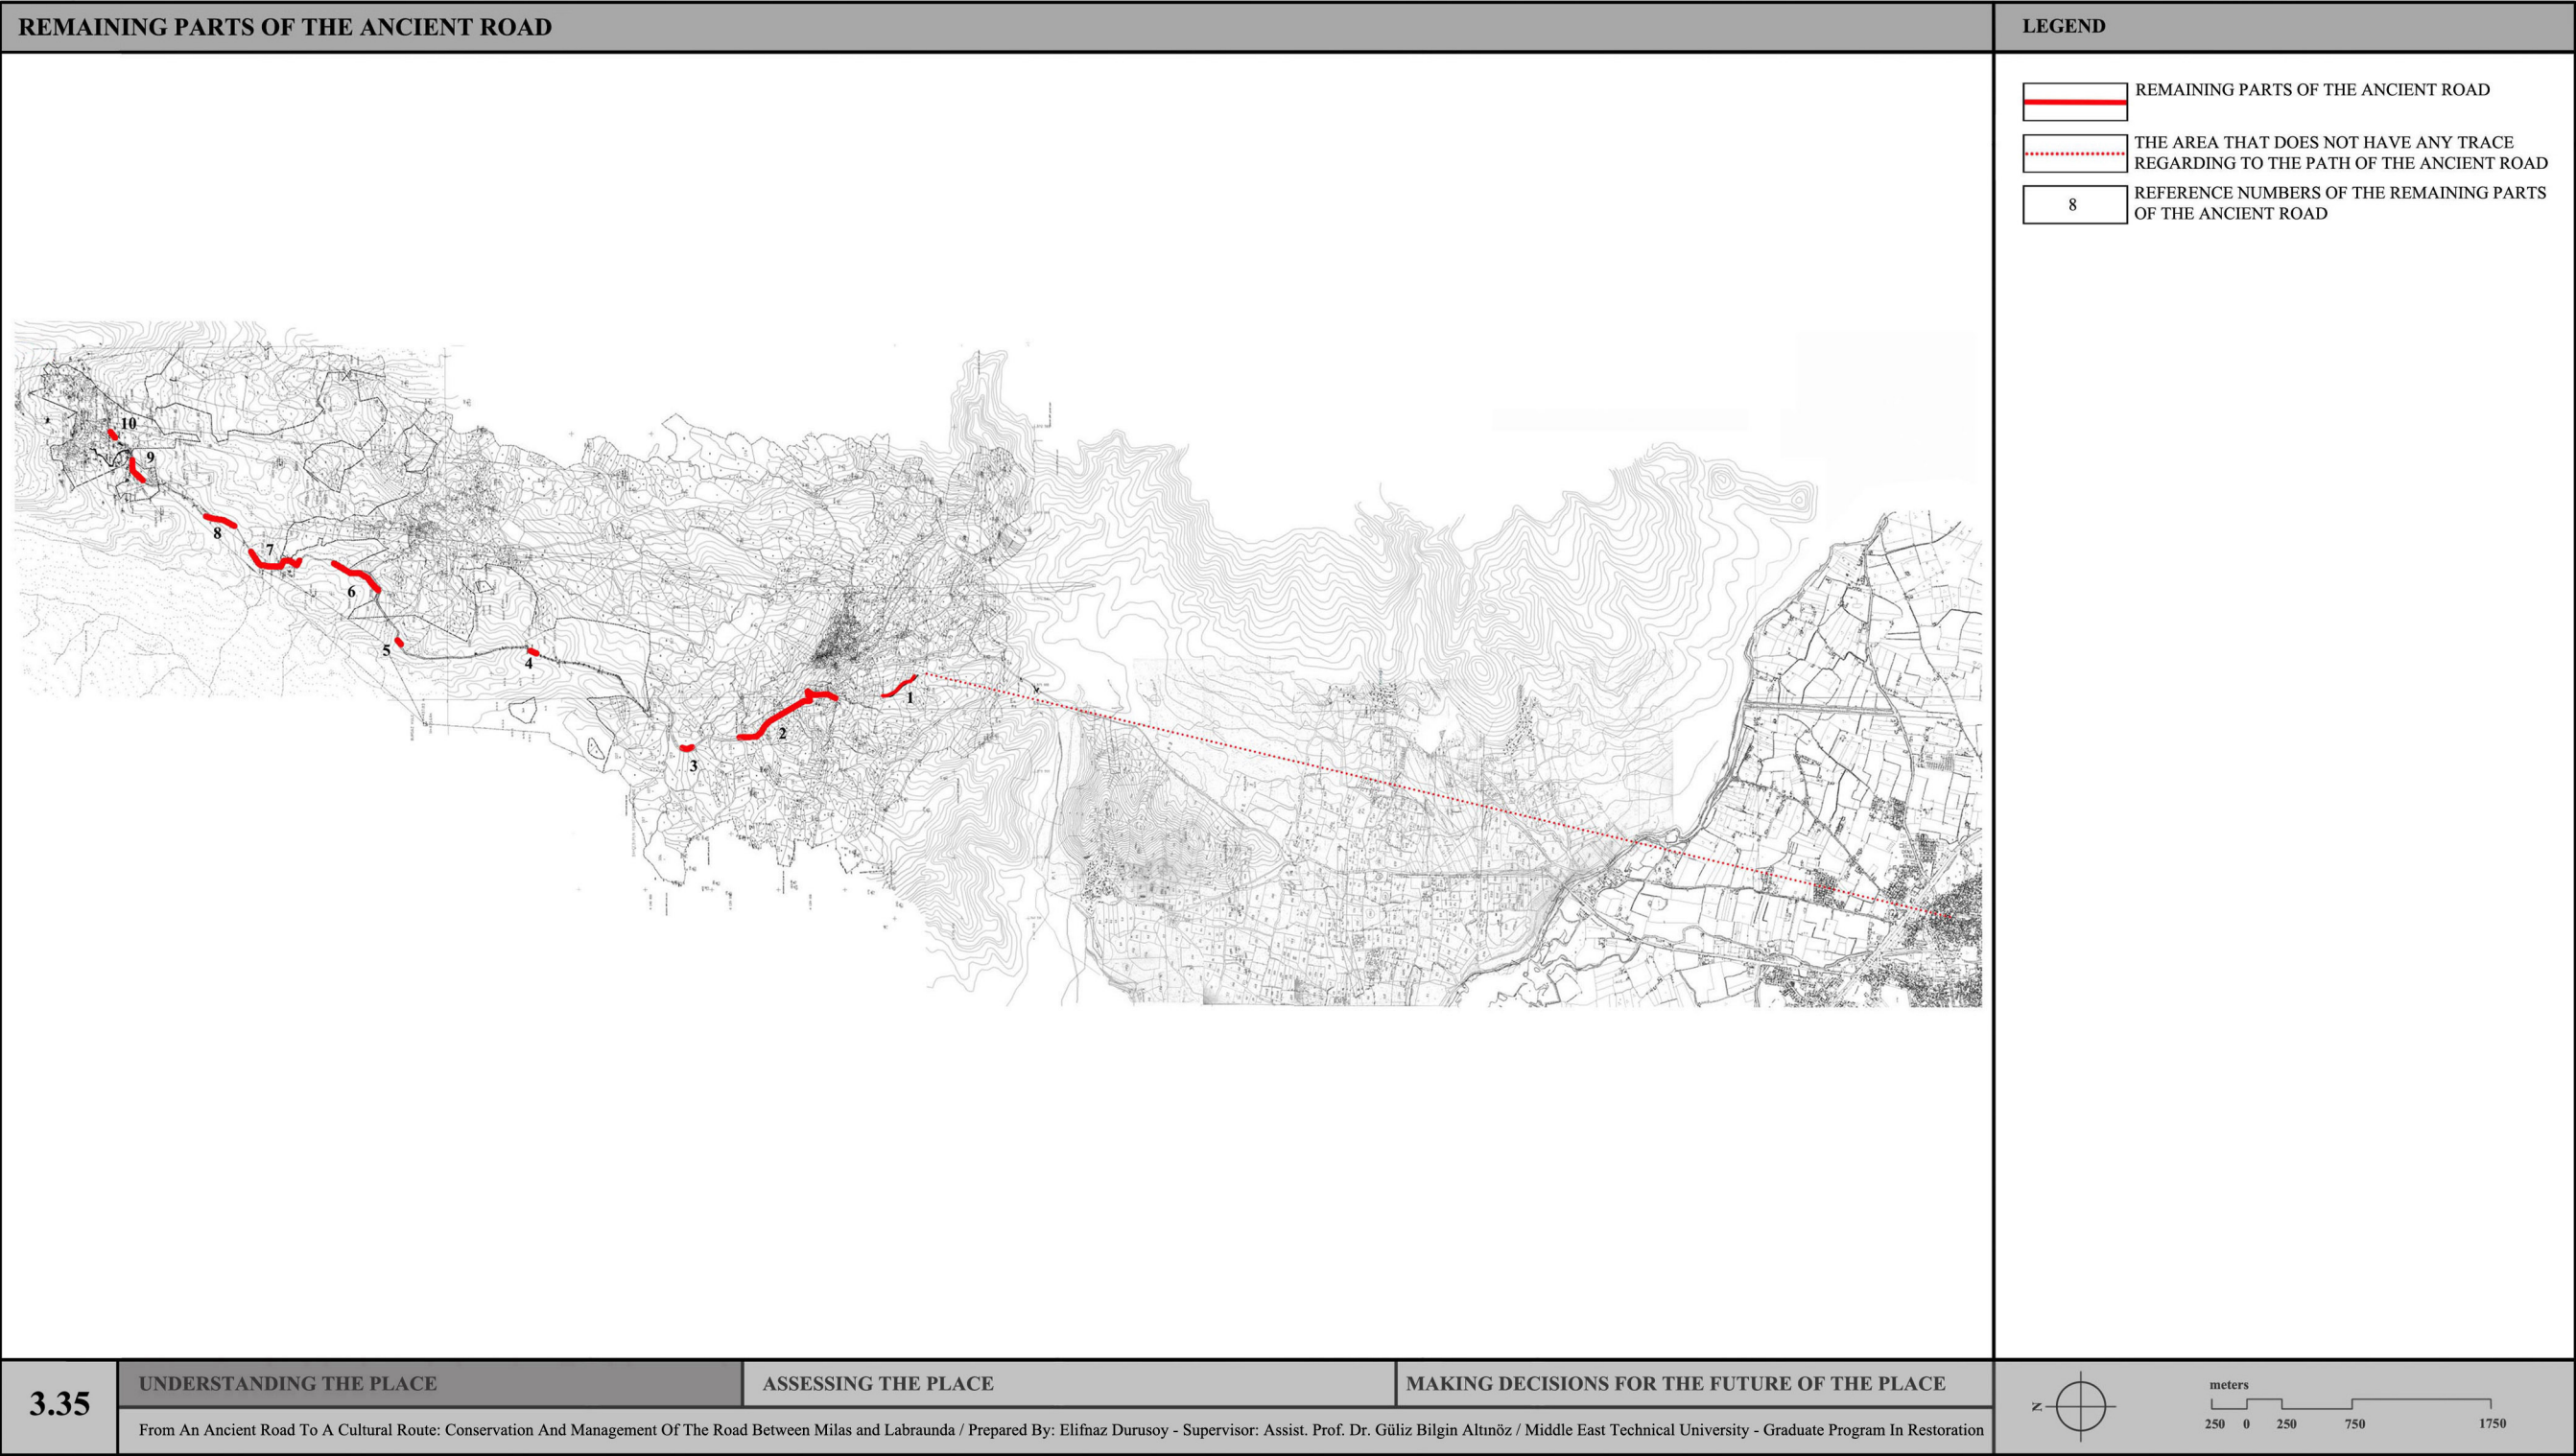 REMAINING PARTS OF THE ANCIENT ROAD
LEGEND
REMAINING PARTS OF THE ANCIENT ROAD
THE AREA THAT DOES NOT HAVE ANY TRACE
REGARDING TO THE PATH OF THE ANCIENT ROAD
8
REFERENCE NUMBERS OF THE REMAINING PARTS
OF THE ANCIENT ROAD
10
9
8
7
6
5
4
3
2
1
3.35
UNDERSTANDING THE PLACE
ASSESSING THE PLACE
MAKING DECISIONS FOR THE FUTURE OF THE PLACE
From An Ancient Road To A Cultural Route: Conservation And Management Of The Road Between Milas and Labraunda / Prepared By: Elifnaz Durusoy - Supervisor: Assist. Prof. Dr. Güliz Bilgin Altınöz / Middle East Technical University - Graduate Program In Restoration
N
meters
250 0 250 750 1750